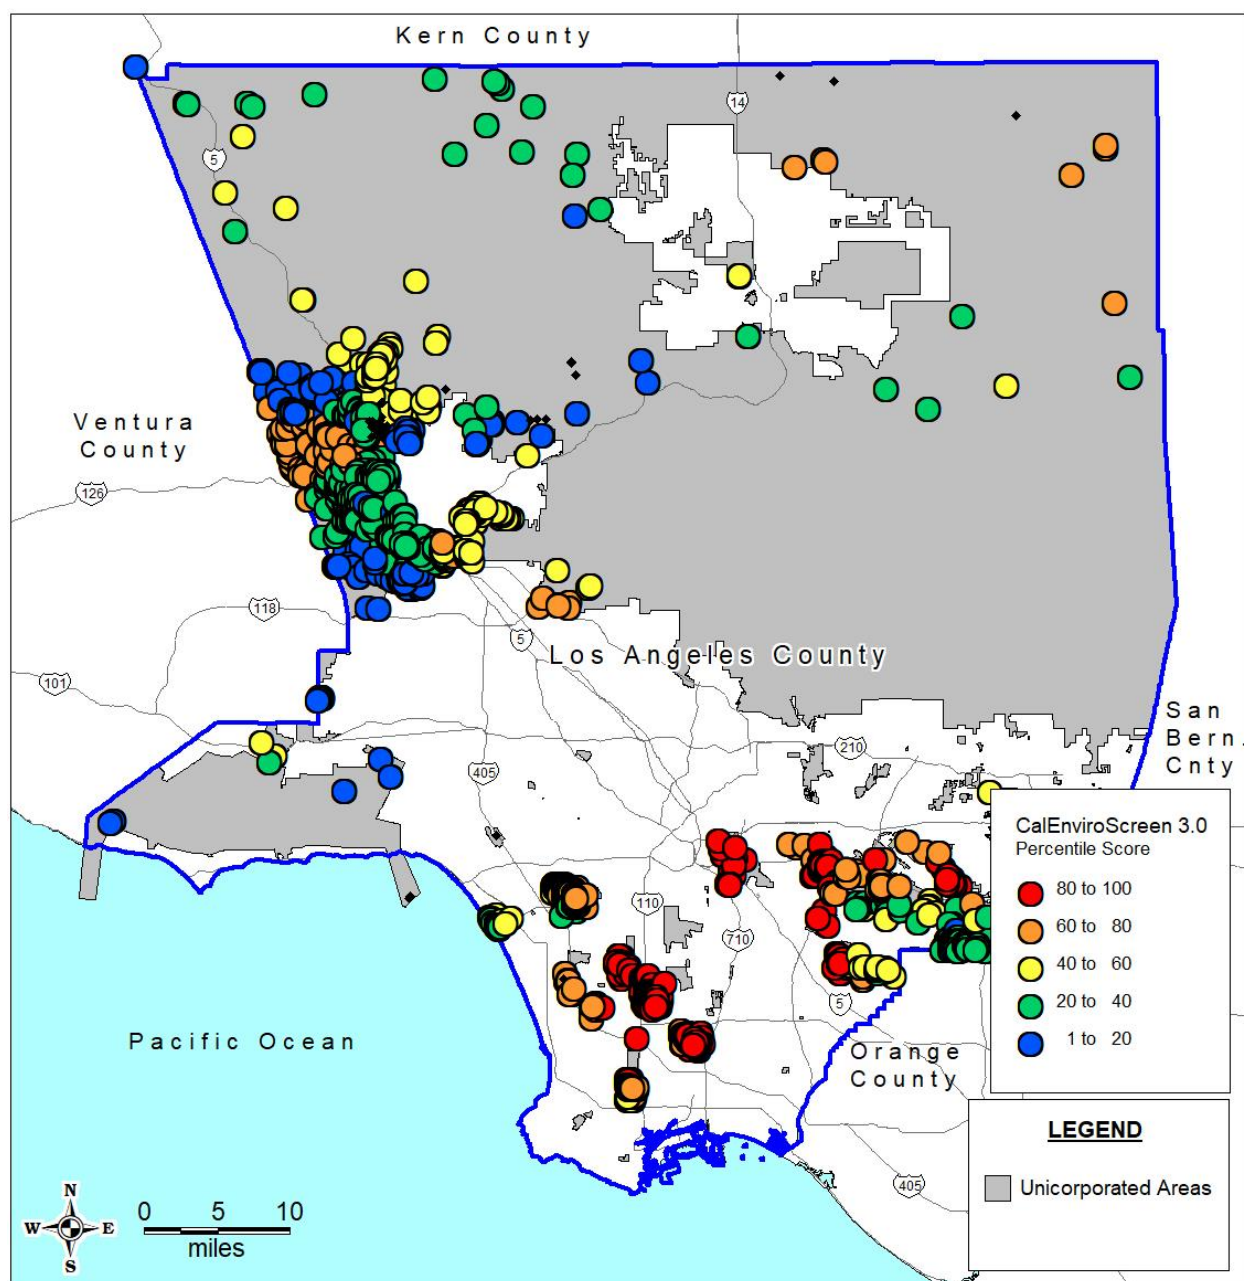 Kern County
14
5
Ventura
County
126
118
5
Los Angeles County
101
San
Bern.
Cnty
210
405
CalEnviroScreen 3.0
Percentile Score
80 to 100
60 to 80
40 to 60
20 to 40
1 to 20
110
710
5
Pacific Ocean
Orange
County
LEGEND
Unicorporated Areas
405
N
W E
S
0 5 10
miles